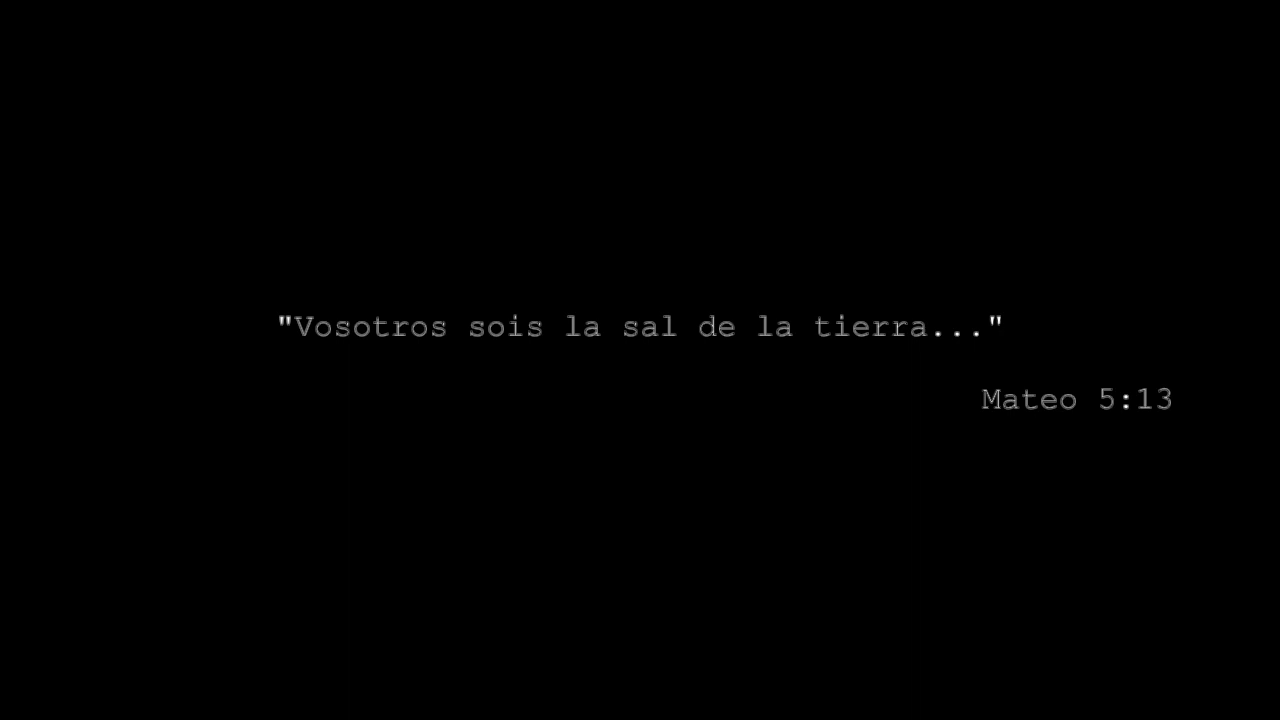 "Vosotros sois la sal de la tierra..."
Mateo 5:13